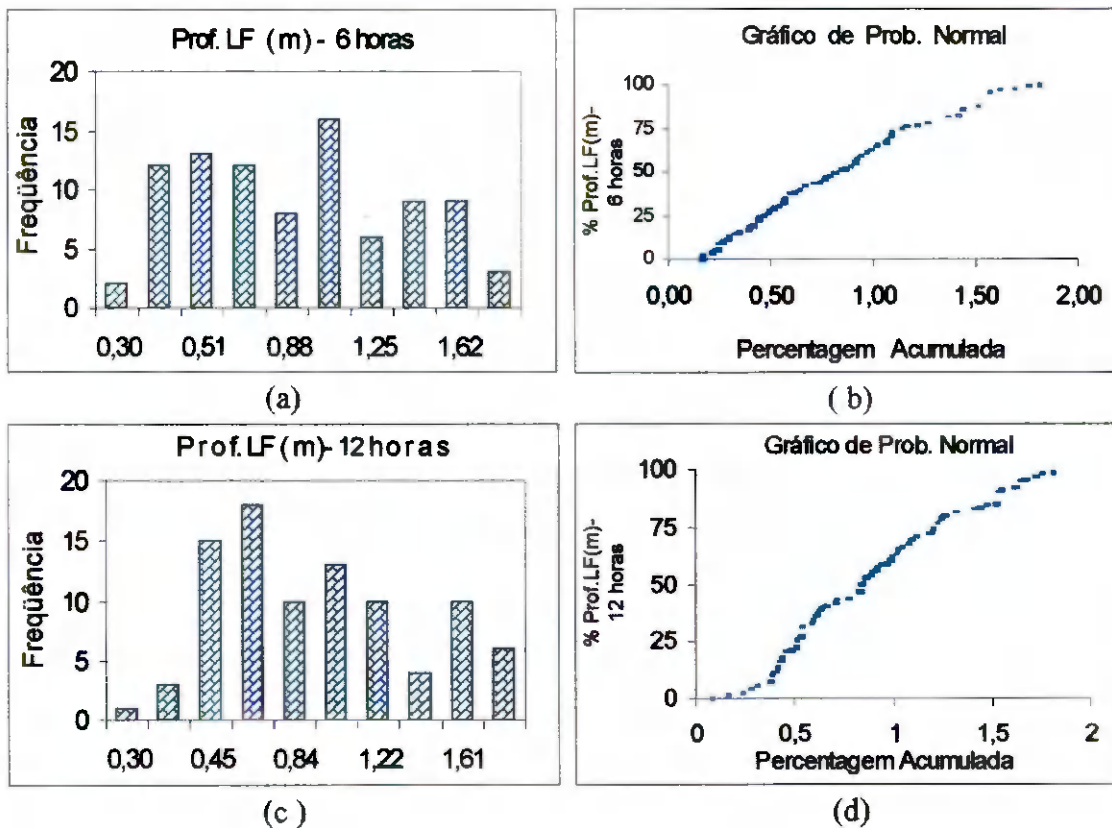 Prof. LF (m) - 6 horas
Freqüência
20
15
10
5
0
0,30 0,51 0,88 1,25 1,62
(a)
Gráfico de Prob. Normal
% Prof.LF(m)-
6 horas
100
75
50
25
0
0,00 0,50 1,00 1,50 2,00
Percentagem Acumulada
(b)
Prof. LF (m)- 12 horas
Freqüência
20
15
10
5
0
0,30 0,45 0,84 1,22 1,61
(c)
Gráfico de Prob. Normal
% Prof.LF(m)-
12 horas
100
75
50
25
0
0 0,5 1 1,5 2
Percentagem Acumulada
(d)